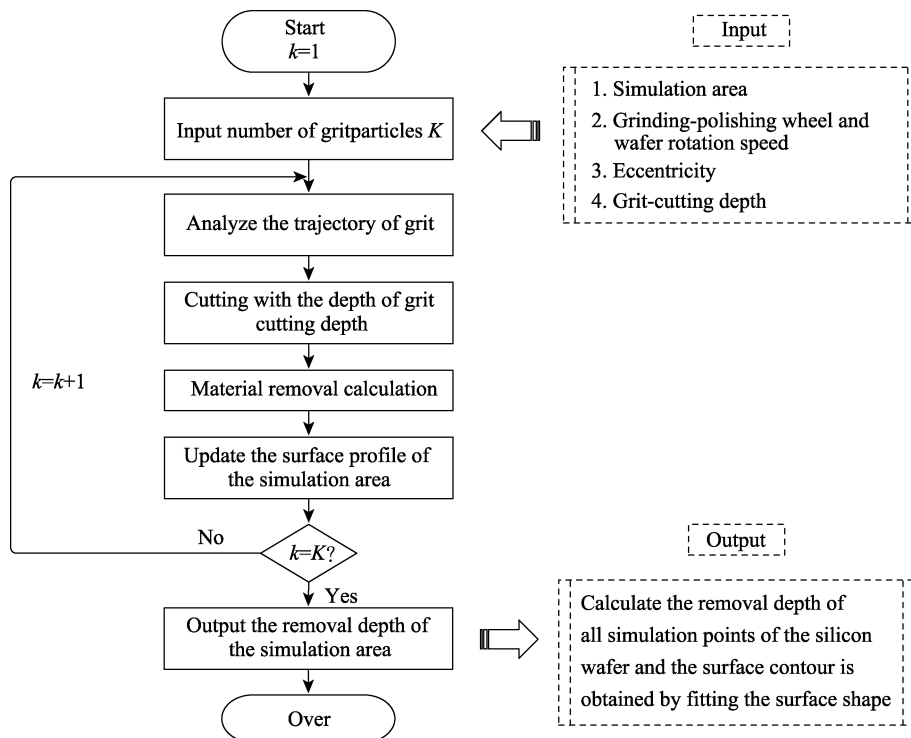 Start
k=1
Input number of gritparticles K
Analyze the trajectory of grit
Cutting with the depth of grit
cutting depth
Material removal calculation
Update the surface profile of
the simulation area
k=K?
No
k=k+1
Yes
Output the removal depth of
the simulation area
Over
Input
1. Simulation area
2. Grinding-polishing wheel and
wafer rotation speed
3. Eccentricity
4. Grit-cutting depth
Output
Calculate the removal depth of
all simulation points of the silicon
wafer and the surface contour is
obtained by fitting the surface shape